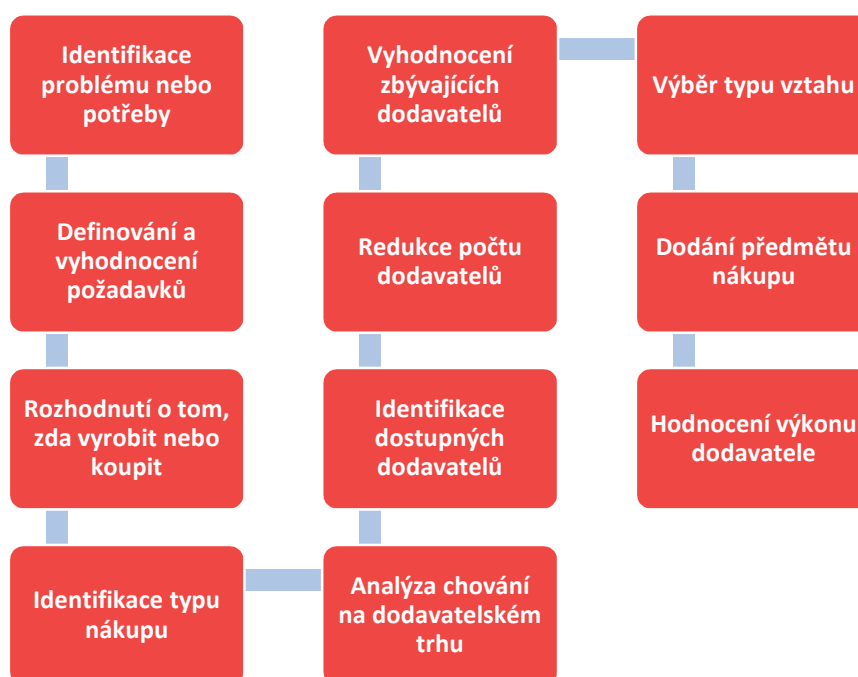 Identifikace
problému nebo
potřeby
Definování a
vyhodnocení
požadavků
Rozhodnutí o tom,
zda vyrobit nebo
koupit
Identifikace typu
nákupu
Analýza chování
na dodavatelském
trhu
Identifikace
dostupných
dodavatelů
Redukce počtu
dodavatelů
Vyhodnocení
zbývajících
dodavatelů
Výběr typu vztahu
Dodání předmětu
nákupu
Hodnocení výkonu
dodavatele